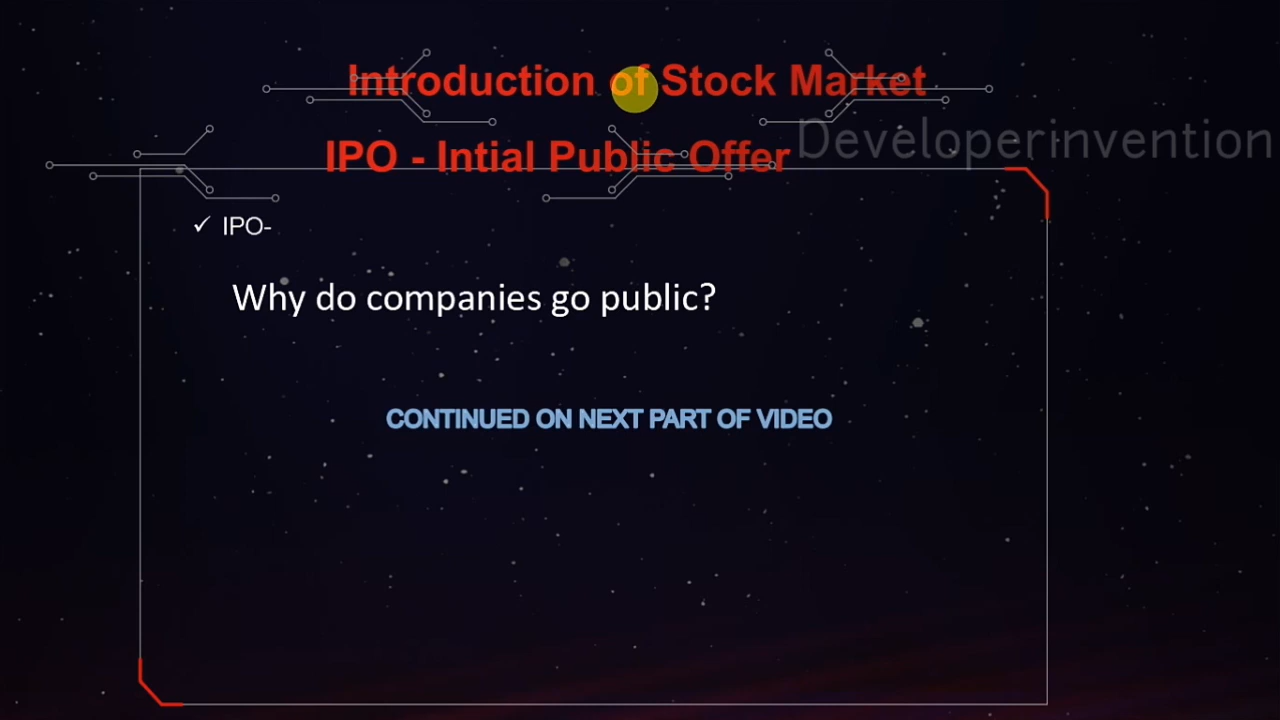 Introduction of Stock Market
IPO - Intial Public Offer
Developerinvention
✓ IPO-
Why do companies go public?
CONTINUED ON NEXT PART OF VIDEO